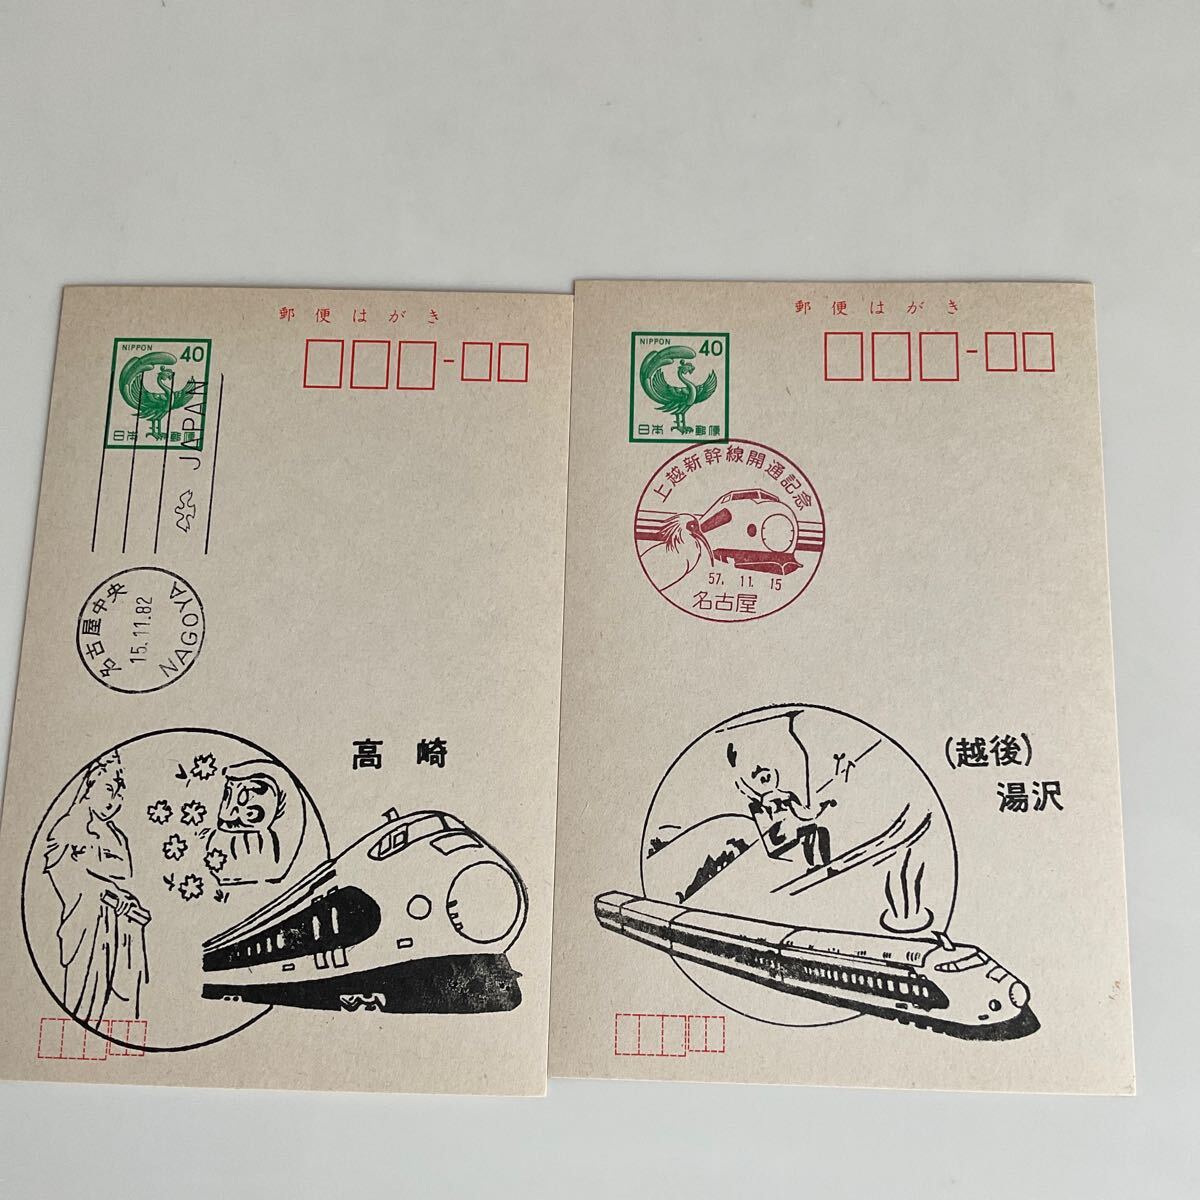 郵便はがき
NIPPON
40
日本郵便
JAPAN
名古屋中央
15.11.82
NAGOYA
高崎
郵便はがき
NIPPON
40
日本郵便
上越新幹線開通記念
57. 11. 15
名古屋
(越後)
湯沢